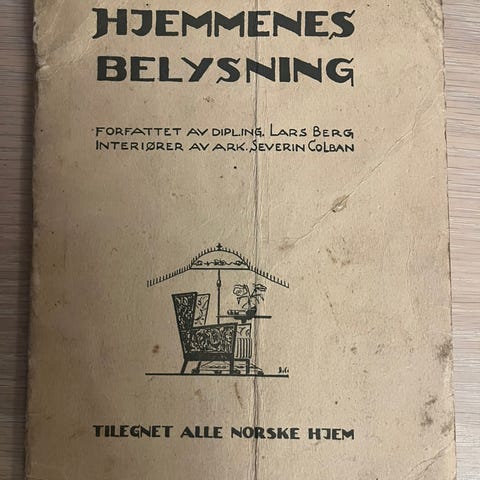 HJEMMENES
BELYSNING
FORFATTET AV DIPLING. LARS BERG
INTERIØRER AV ARK. SEVERIN COLBAN
TILEGNET ALLE NORSKE HJEM